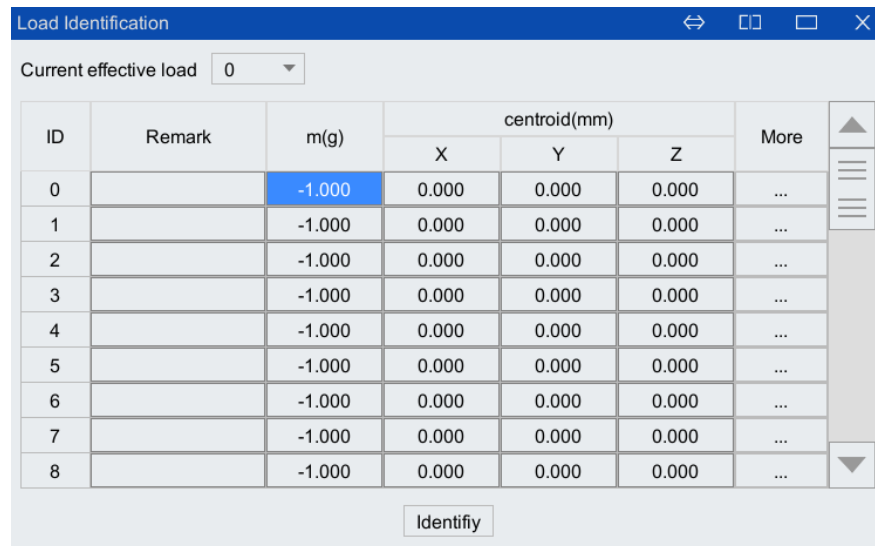 Load Identification
Current effective load 0
ID Remark m(g) centroid(mm) More
X Y Z
0 -1.000 0.000 0.000 0.000 ...
1 -1.000 0.000 0.000 0.000 ...
2 -1.000 0.000 0.000 0.000 ...
3 -1.000 0.000 0.000 0.000 ...
4 -1.000 0.000 0.000 0.000 ...
5 -1.000 0.000 0.000 0.000 ...
6 -1.000 0.000 0.000 0.000 ...
7 -1.000 0.000 0.000 0.000 ...
8 -1.000 0.000 0.000 0.000 ...
Identifiy